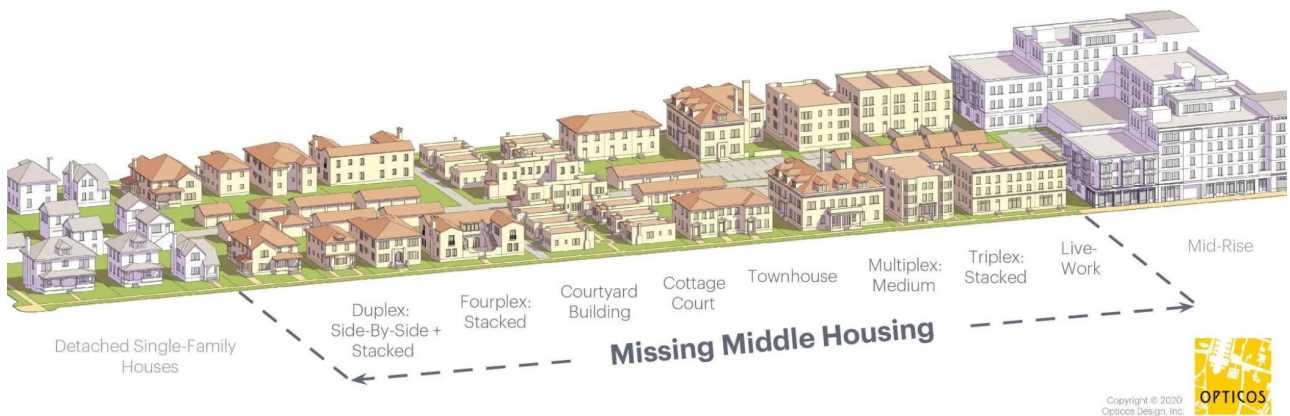 Detached Single-Family
Houses
Duplex:
Side-By-Side +
Stacked
Fourplex:
Stacked
Courtyard
Building
Cottage
Court
Townhouse
Multiplex:
Medium
Triplex:
Stacked
Live-
Work
Mid-Rise
Missing Middle Housing
Copyright © 2020
Opticos Design, Inc.
OPTICOS